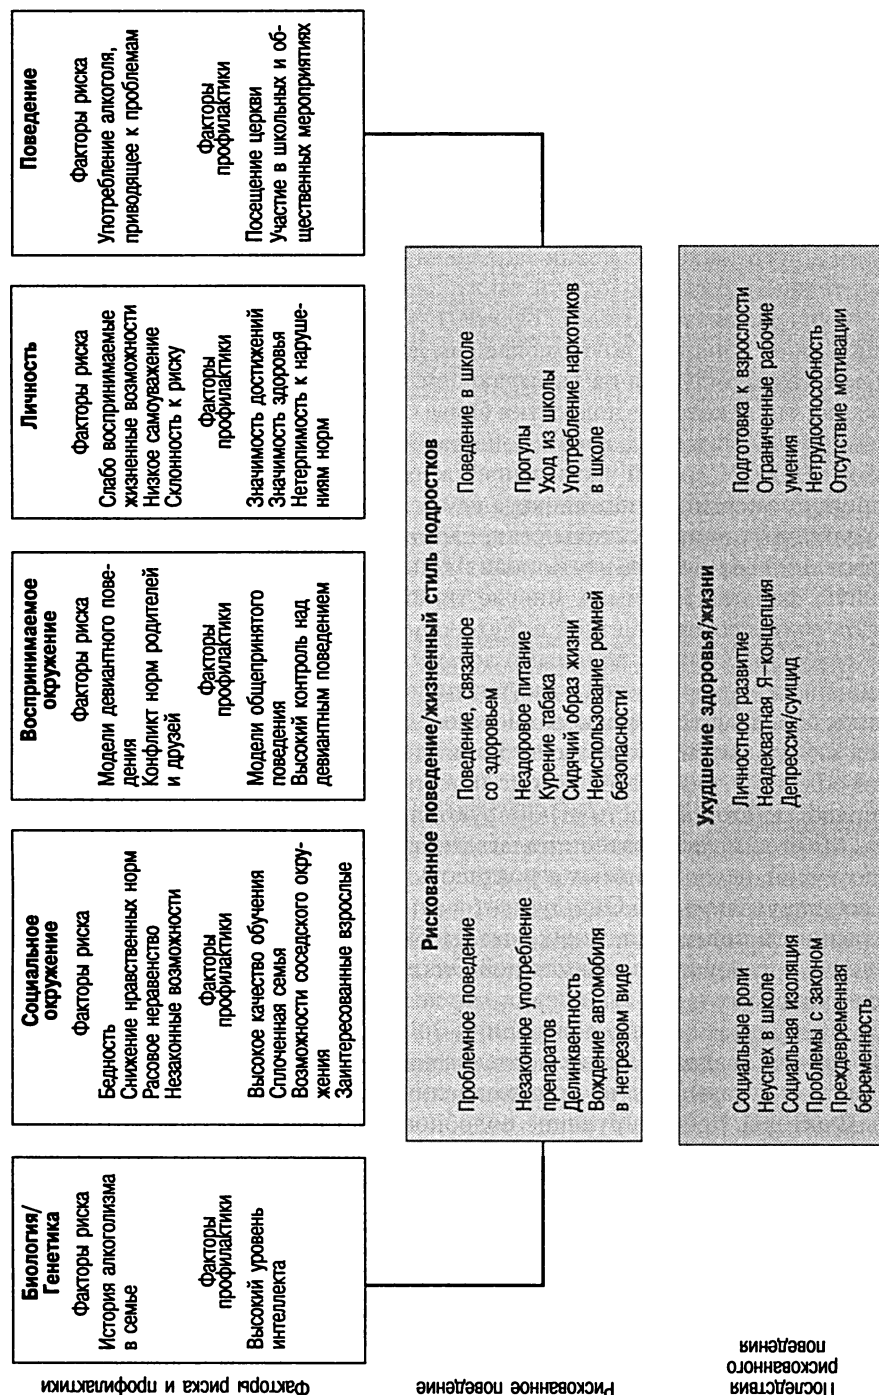 Факторы риска и профилактики
Биология/
Генетика
Факторы риска
История алкоголизма
в семье
Факторы
профилактики
Высокий уровень
интеллекта
Социальное
окружение
Факторы риска
Бедность
Снижение нравственных норм
Расовое неравенство
Незаконные возможности
Факторы
профилактики
Высокое качество обучения
Сплоченная семья
Возможности соседского окру-
жения
Заинтересованные взрослые
Воспринимаемое
окружение
Факторы риска
Модели девиантного пове-
дения
Конфликт норм родителей
и друзей
Факторы
профилактики
Модели общепринятого
поведения
Высокий контроль над
девиантным поведением
Личность
Факторы риска
Слабо воспринимаемые
жизненные возможности
Низкое самоуважение
Склонность к риску
Факторы
профилактики
Значимость достижений
Значимость здоровья
Нетерпимость к наруше-
ниям норм
Поведение
Факторы риска
Употребление алкоголя,
приводящее к проблемам
Факторы
профилактики
Посещение церкви
Участие в школьных и об-
щественных мероприятиях
Рискованное поведение
Рискованное поведение/жизненный стиль подростков
Проблемное поведение
Незаконное употребление
препаратов
Делинквентность
Вождение автомобиля
в нетрезвом виде
Поведение, связанное
со здоровьем
Нездоровое питание
Курение табака
Сидячий образ жизни
Неиспользование ремней
безопасности
Поведение в школе
Прогулы
Уход из школы
Употребление наркотиков
в школе
Последствия
рискованного
поведения
Ухудшение здоровья/жизни
Социальные роли
Неуспех в школе
Социальная изоляция
Проблемы с законом
Преждевременная
беременность
Личностное развитие
Неадекватная Я–концепция
Депрессия/суицид
Подготовка к взрослости
Ограниченные рабочие
умения
Нетрудоспособность
Отсутствие мотивации